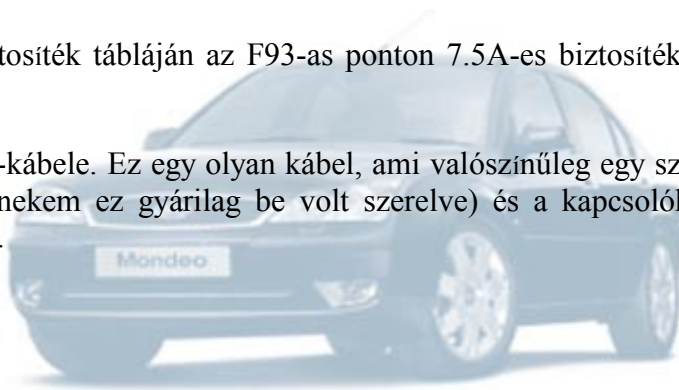 tosíték tábláján az F93-as ponton 7.5A-es biztosíték
-kábele. Ez egy olyan kábel, ami valószínűleg egy sz
nekem ez gyárilag be volt szerelve) és a kapcsoló
.
Mondeo